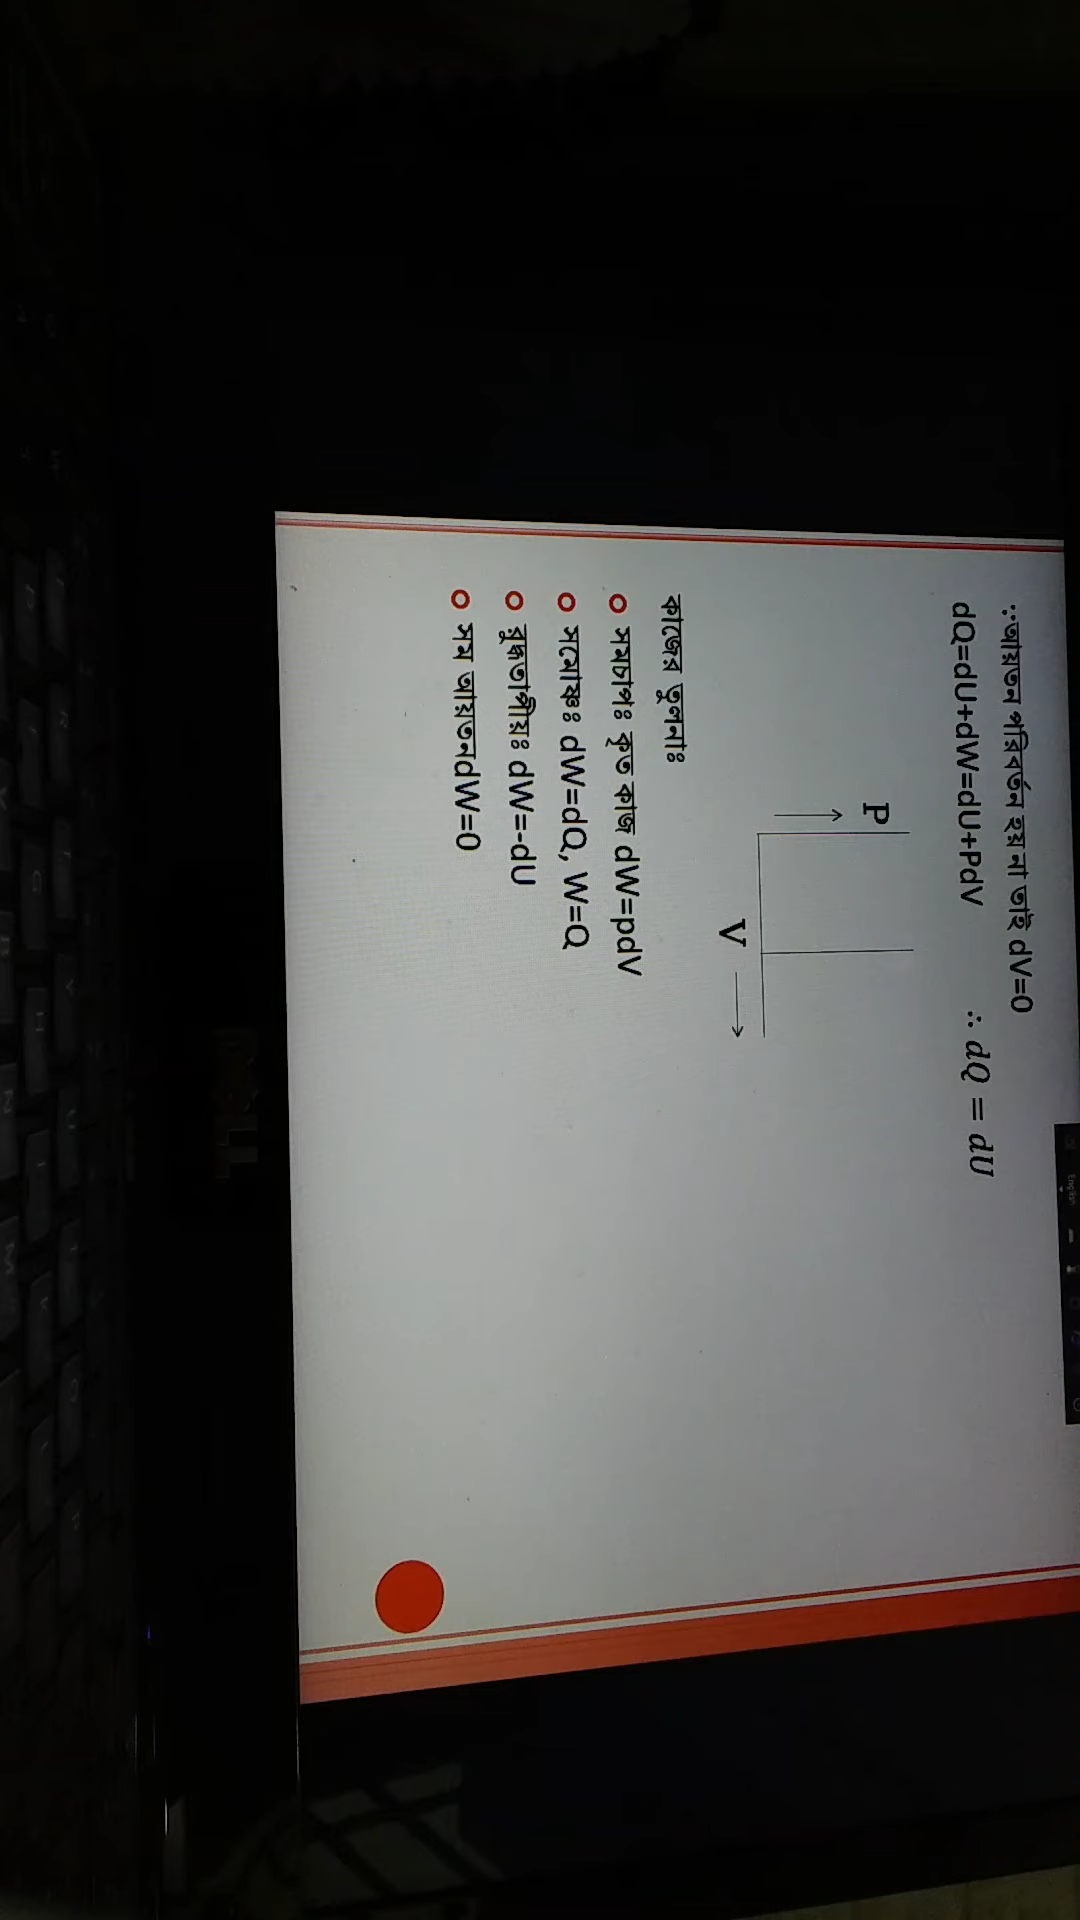 ∵আয়তন পরিবর্তন হয় না তাই dV=0
dQ=dU+dW=dU+PdV ∴ dQ = dU
P
V
কাজের তুলনাঃ
সমচাপঃ কৃত কাজ dW=pdV
সমোষ্ণঃ dW=dQ, W=Q
রুদ্ধতাপীয়ঃ dW=-dU
সম আয়তনdW=0
English